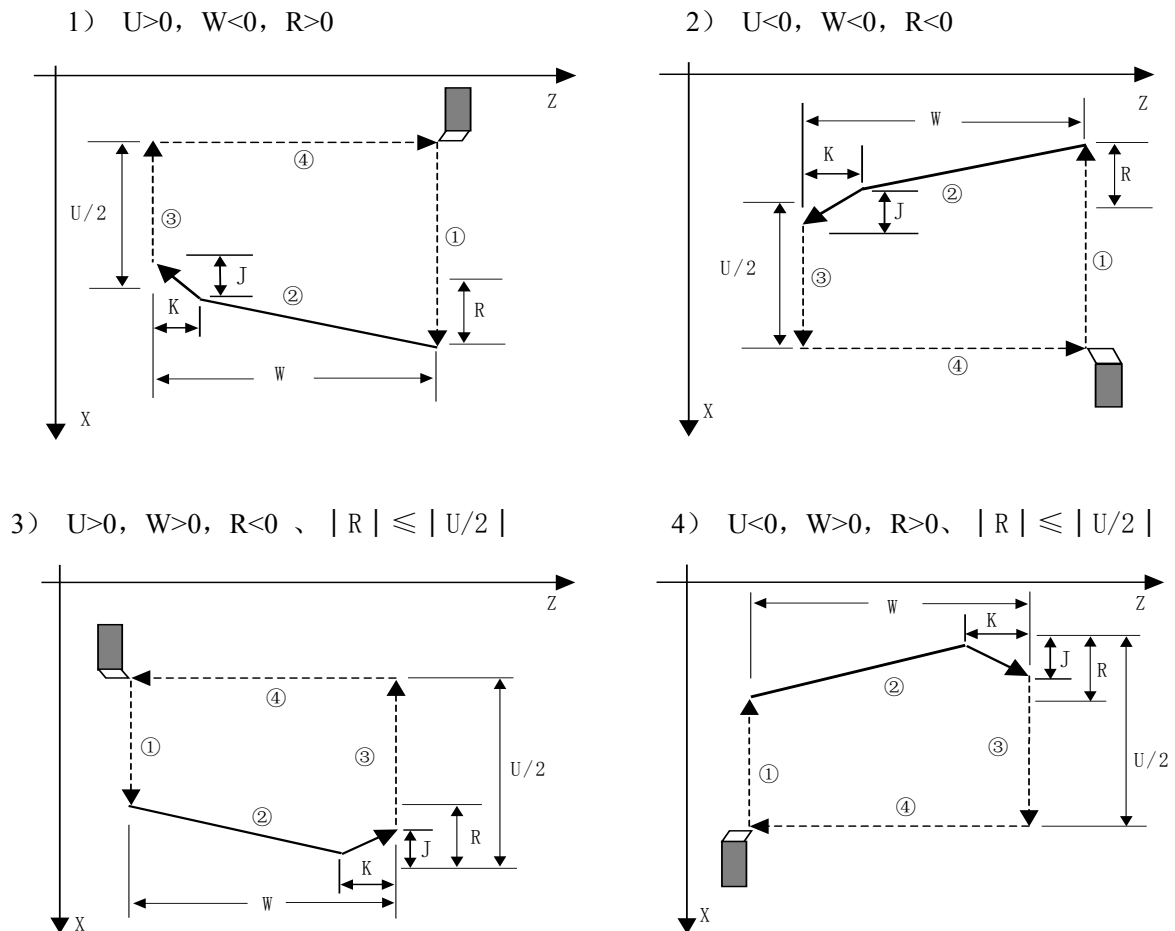 1） U>0，W<0，R>0
Z
W
④
U/2
③
①
J
②
R
K
W
X
2） U<0，W<0，R<0
Z
W
K
R
J
②
U/2
③
①
④
X
3） U>0，W>0，R<0 、｜R｜≤｜U/2｜
Z
④
①
③
U/2
②
R
J
K
W
X
4） U<0，W>0，R>0、｜R｜≤｜U/2｜
Z
W
K
J
R
②
③
①
U/2
④
X